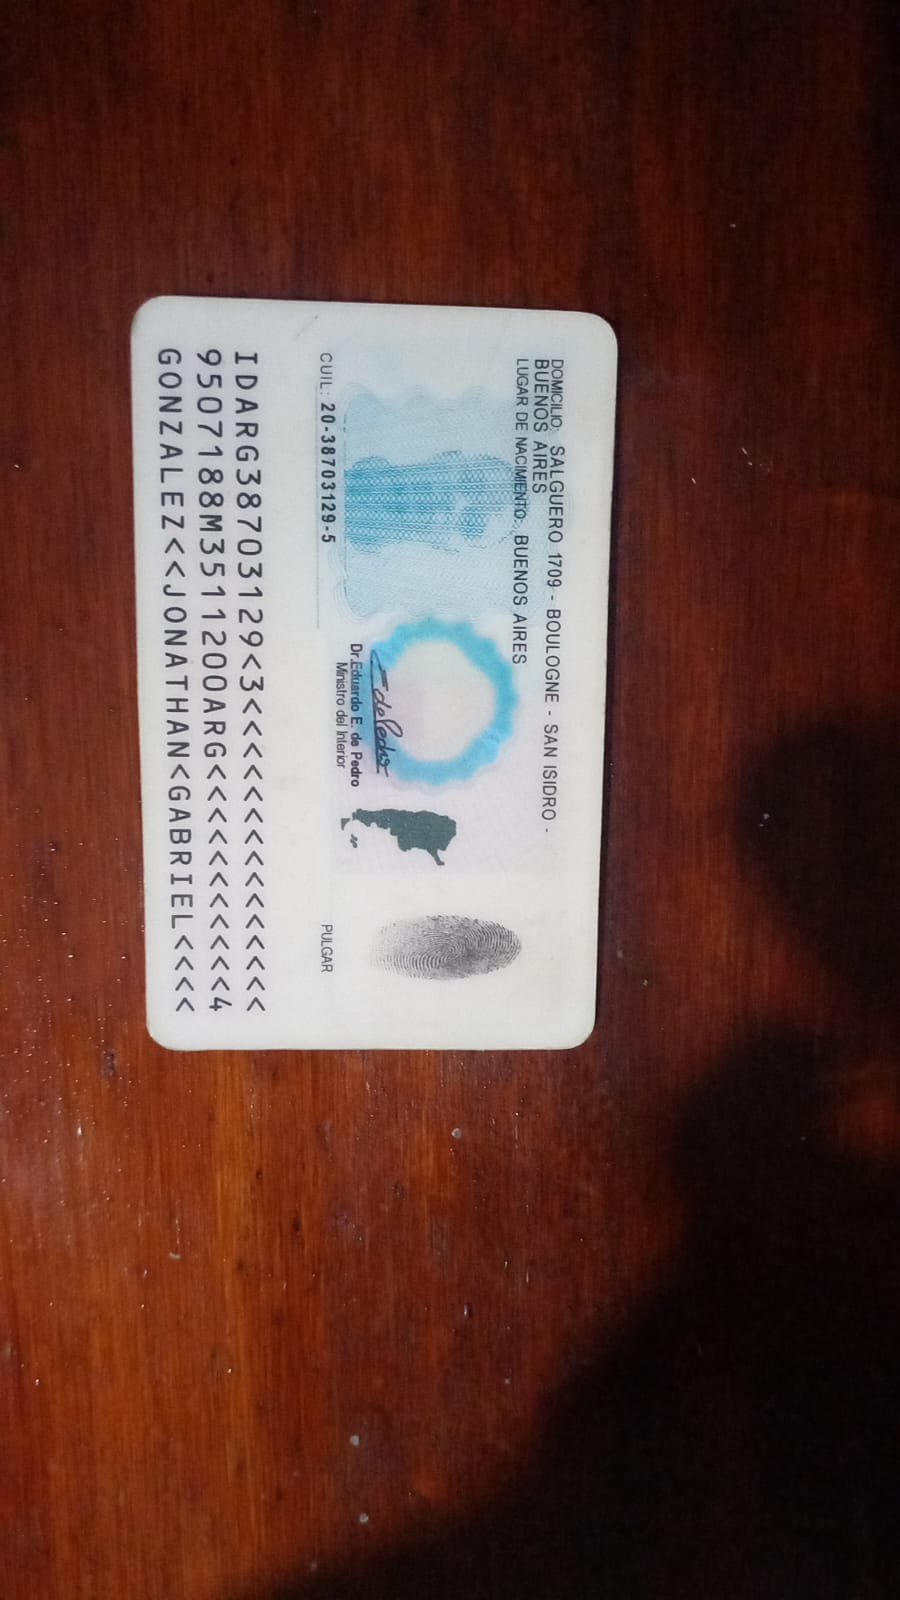 DOMICILIO: SALGUERO 1709 - BOULOGNE - SAN ISIDRO -
BUENOS AIRES
LUGAR DE NACIMIENTO: BUENOS AIRES
Dr. Eduardo E. de Pedro
Ministro del Interior
CUIL: 20-38703129-5
PULGAR
IDARG38703129<3<<<<<<<<<<<<<<<
9507188M3511200ARG<<<<<<<<<<<4
GONZALEZ<<JONATHAN<GABRIEL<<<<